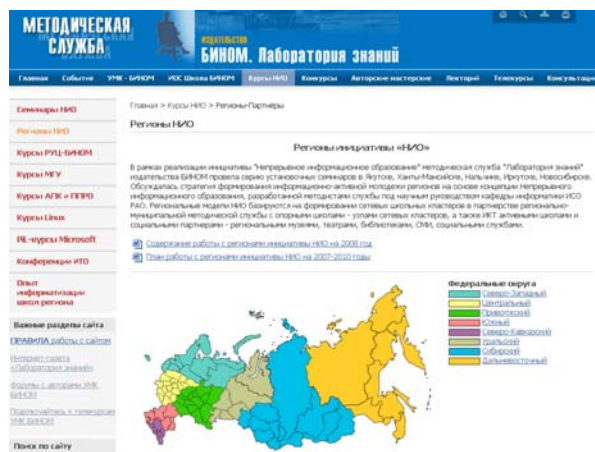 МЕТОДИЧЕСКАЯ
СЛУЖБА
ИЗДАТЕЛЬСТВО
БИНОМ. Лаборатория знаний
Главная События УМК - БИНОМ ИОС Школа БИНОМ Курсы НИО Конкурсы Авторские мастерские Лекторий Телекурсы Консультации
Семинары НИО
Регионы НИО
Курсы РУЦ-БИНОМ
Курсы МГУ
Курсы АПК и ППРО
Курсы Linux
PiL-курсы Microsoft
Конференции ИТО
Опыт
информатизации
школ региона
Важные разделы сайта
ПРАВИЛА работы с сайтом
Интернет-газета
«Лаборатория знаний»
Форумы с авторами УМК
БИНОМ
Подключайтесь к телекурсам
УМК БИНОМ
Поиск по сайту
Главная > Курсы НИО > Регионы-Партнёры
Регионы НИО
Регионы инициативы «НИО»
В рамках реализации инициативы "Непрерывное информационное образование" методическая служба "Лаборатория знаний"
издательства БИНОМ провела серию установочных семинаров в Якутске, Ханты-Мансийске, Нальчике, Иркутске, Новосибирске.
Обсуждалась стратегия формирования информационно-активной молодежи регионов на основе концепции Непрерывного
информационного образования, разработанной методистами службы под научным руководством кафедры информатики ИСО
РАО. Региональные модели НИО базируются на формировании сетевых школьных кластеров в партнерстве регионально-
муниципальной методической службы с опорными школами - узлами сетевых кластеров, а также ИКТ активными школами и
социальными партнерами - региональными музеями, театрами, библиотеками, СМИ, социальными службами.
Содержание работы с регионами инициативы НИО на 2008 год
План работы с регионами инициативы НИО на 2007-2010 годы
Федеральные округа
Северо-Западный
Центральный
Приволжский
Южный
Северо-Кавказский
Уральский
Сибирский
Дальневосточный